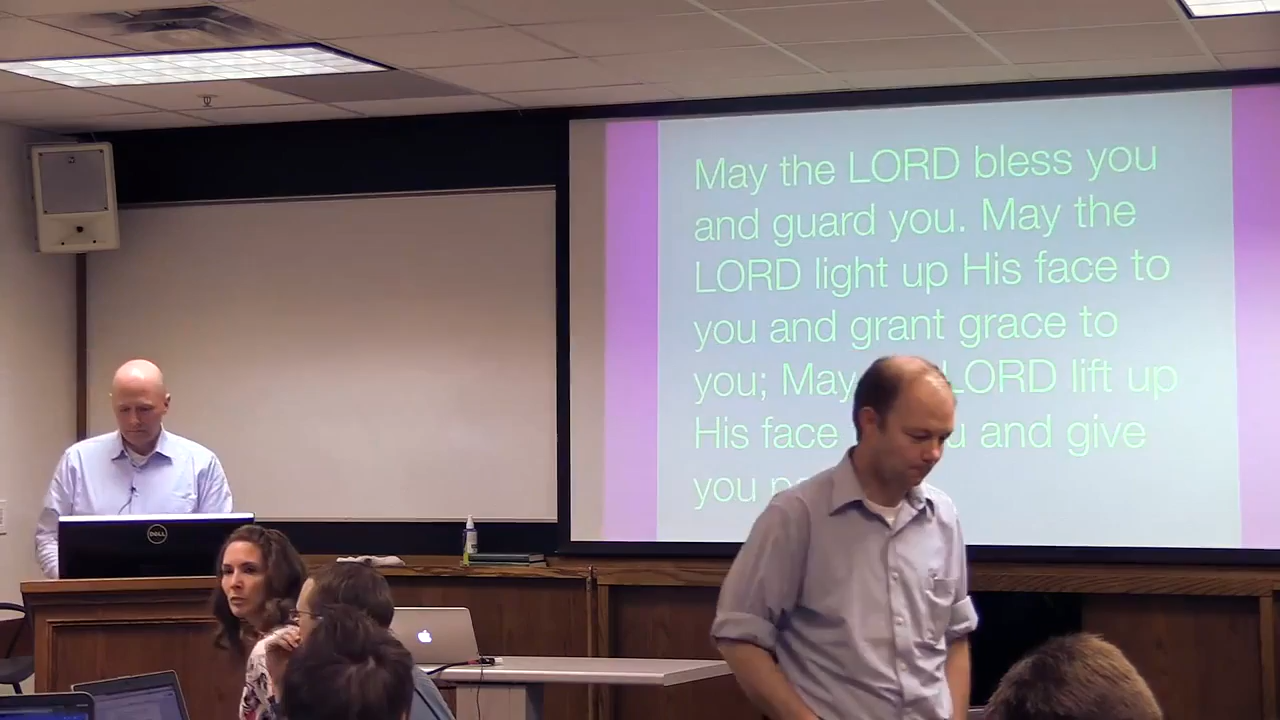 May the LORD bless you
and guard you. May the
LORD light up His face to
you and grant grace to
you; May LORD lift up
His face and give
you
DELL